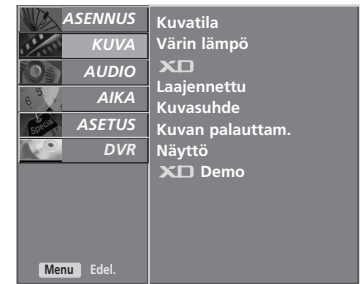 ASENNUS
KUVA
AUDIO
AIKA
ASETUS
DVR
Menu Edel.
Kuvatila
Värin lämpö
XD
Laajennettu
Kuvasuhde
Kuvan palauttam.
Näyttö
XD Demo